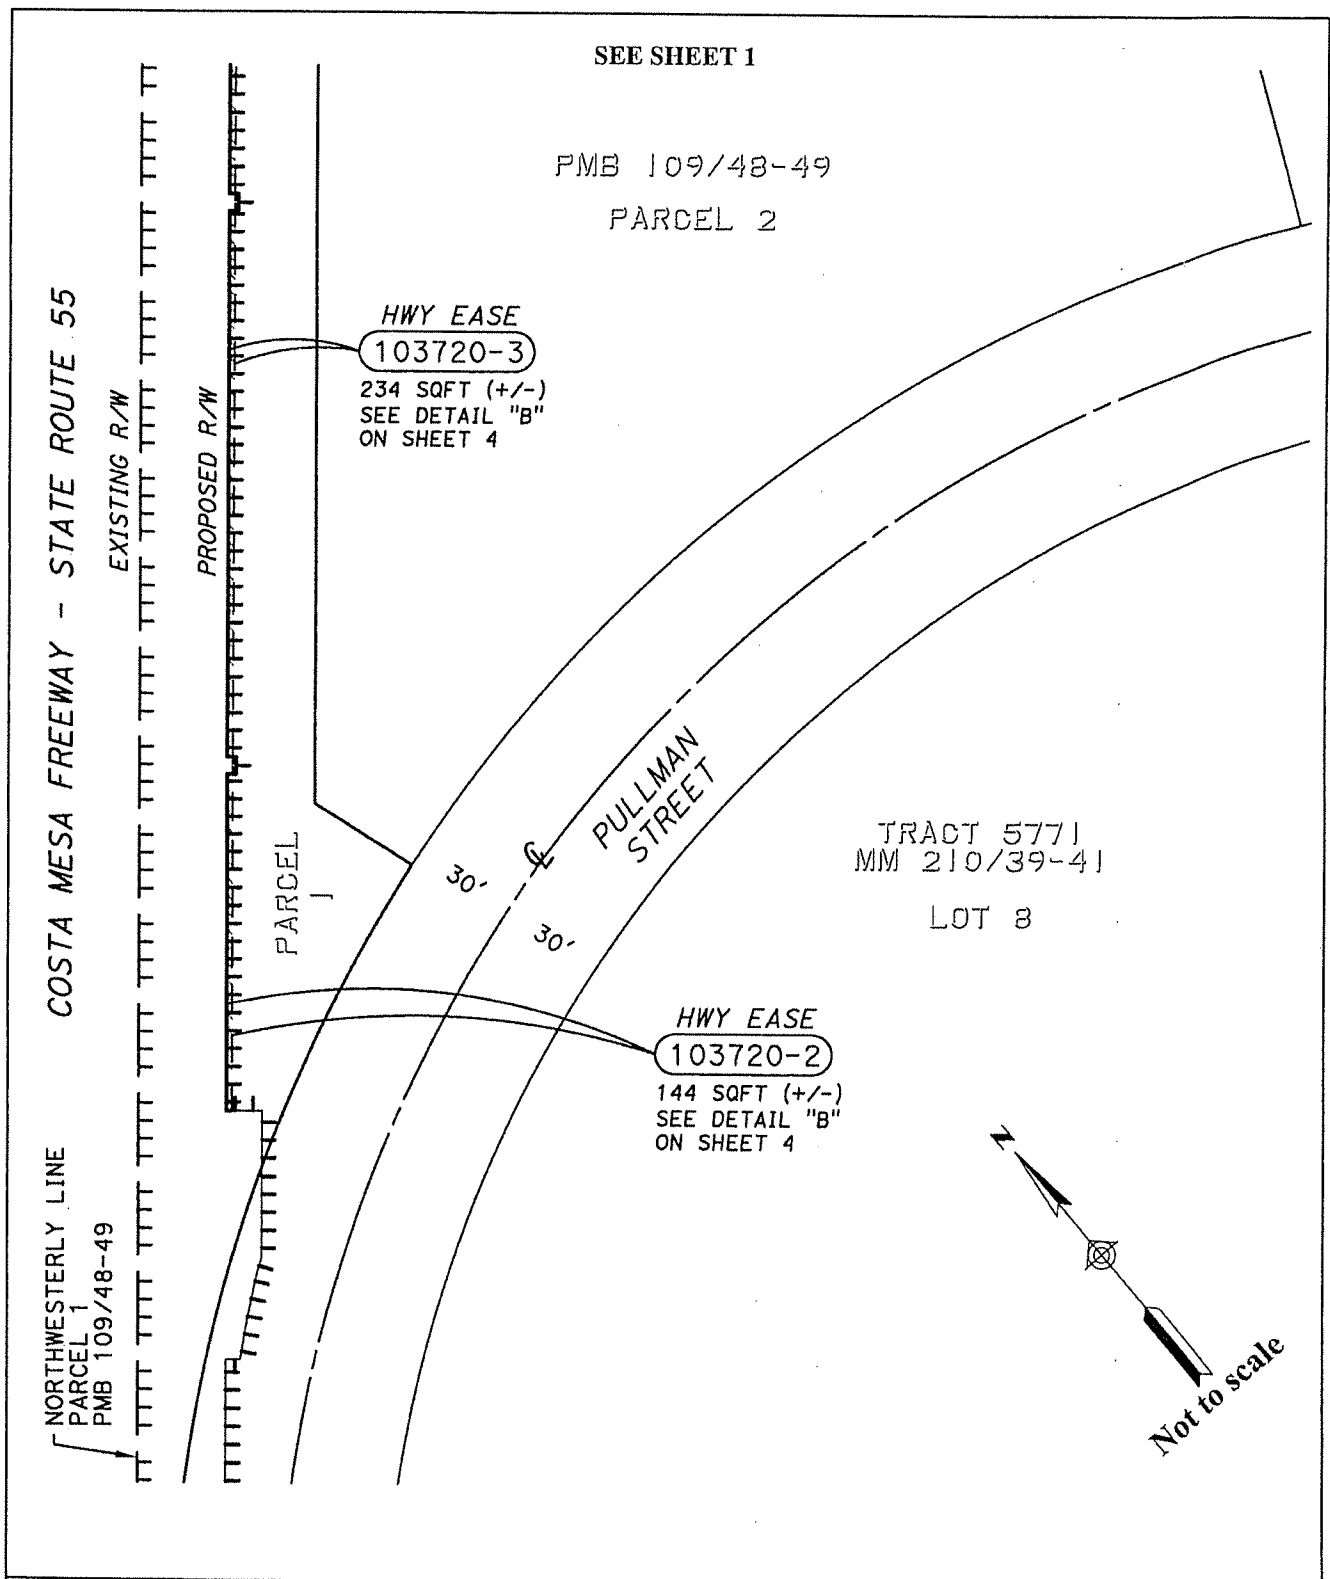 SEE SHEET 1
PMB 109/48-49
PARCEL 2
COSTA MESA FREEWAY - STATE ROUTE 55
EXISTING R/W
PROPOSED R/W
HWY EASE
103720-3
234 SQFT (+/-)
SEE DETAIL "B"
ON SHEET 4
PULLMAN
STREET
℄
30'
30'
PARCEL
1
TRACT 5771
MM 210/39-41
LOT 8
HWY EASE
103720-2
144 SQFT (+/-)
SEE DETAIL "B"
ON SHEET 4
NORTHWESTERLY LINE
PARCEL 1
PMB 109/48-49
N
Not to scale